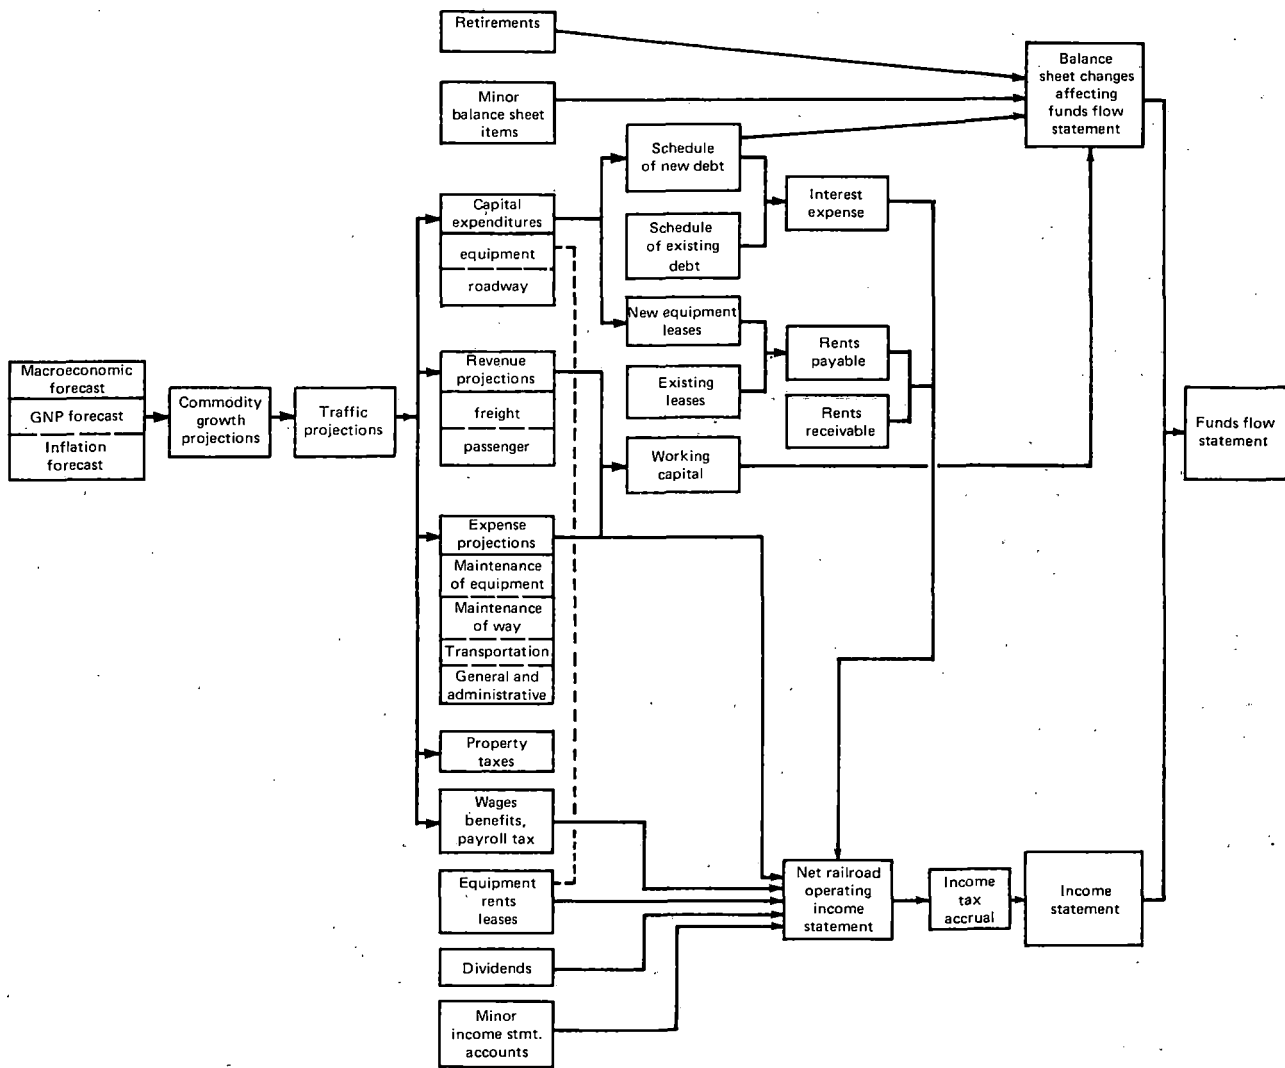 Retirements
Minor
balance sheet
items
Balance
sheet changes
affecting
funds flow
statement
Schedule
of new debt
Interest
expense
Capital
expenditures
equipment
roadway
Schedule
of existing
debt
New equipment
leases
Rents
payable
Existing
leases
Rents
receivable
Macroeconomic
forecast
GNP forecast
Inflation
forecast
Commodity
growth
projections
Traffic
projections
Revenue
projections
freight
passenger
Working
capital
Funds flow
statement
Expense
projections
Maintenance
of equipment
Maintenance
of way
Transportation
General and
administrative
Property
taxes
Wages
benefits,
payroll tax
Equipment
rents
leases
Dividends
Minor
income stmt.
accounts
Net railroad
operating
income
statement
Income
tax
accrual
Income
statement